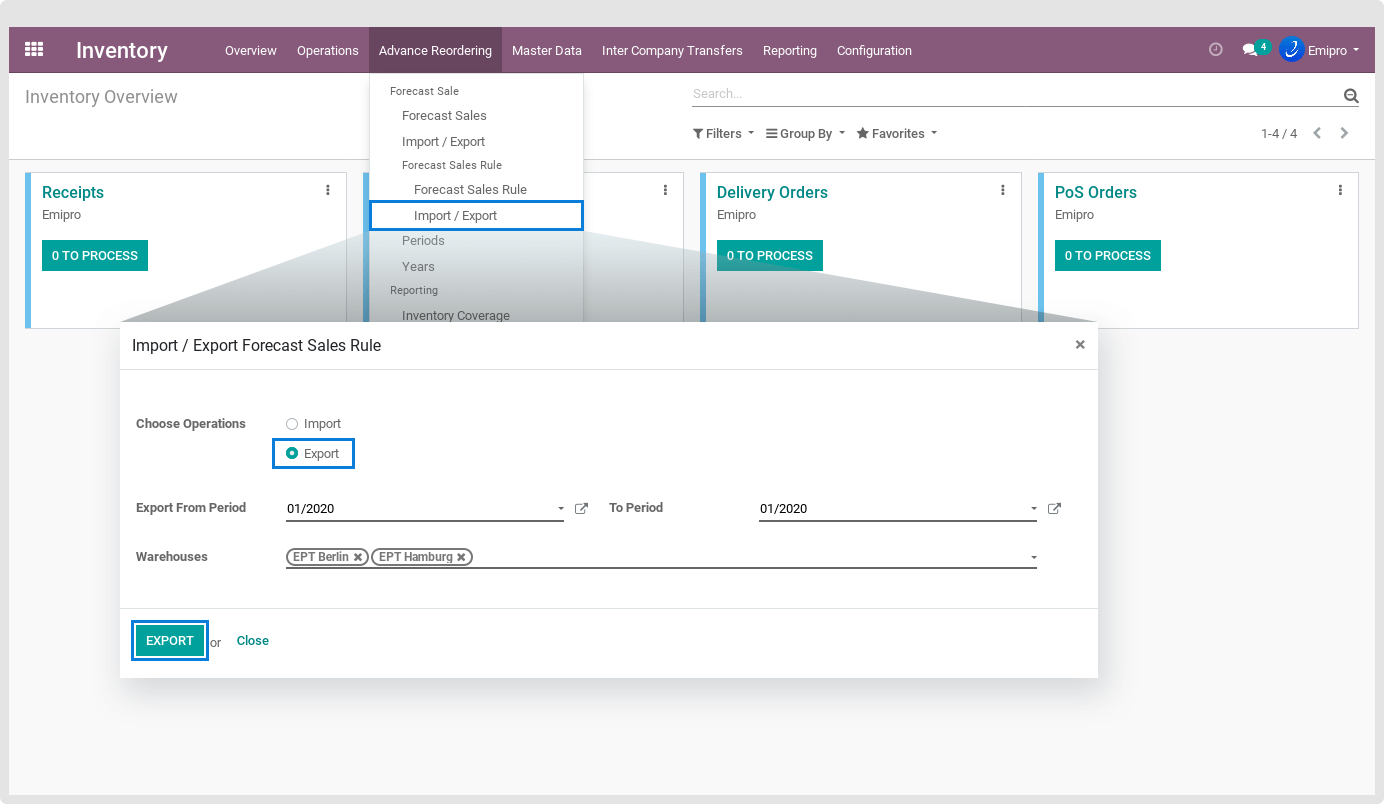 Inventory Overview Operations Advance Reordering Master Data Inter Company Transfers Reporting Configuration 4 Emipro
Inventory Overview
Search...
Filters Group By Favorites 1-4 / 4
Forecast Sale
Forecast Sales
Import / Export
Forecast Sales Rule
Forecast Sales Rule
Import / Export
Periods
Years
Reporting
Inventory Coverage
Receipts
Emipro
0 TO PROCESS
Delivery Orders
Emipro
0 TO PROCESS
PoS Orders
Emipro
0 TO PROCESS
Import / Export Forecast Sales Rule ×
Choose Operations Import
Export
Export From Period 01/2020 To Period 01/2020
Warehouses EPT Berlin × EPT Hamburg ×
EXPORT or Close